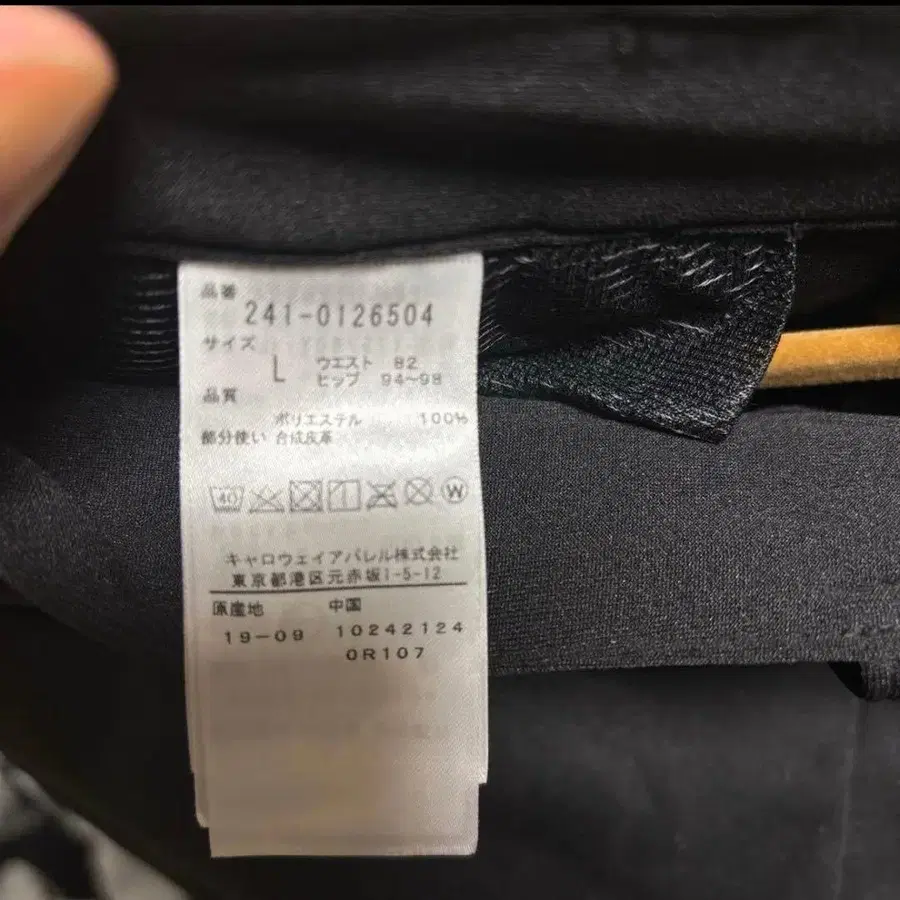 品番
241-0126504
サイズ
L ウエスト 82
ヒップ 94~98
品質
ポリエステル 100%
部分使い 合成皮革
40 W
キャロウェイアパレル株式会社
東京都港区元赤坂1-5-12
原産地 中国
19-09 10242124
0R107